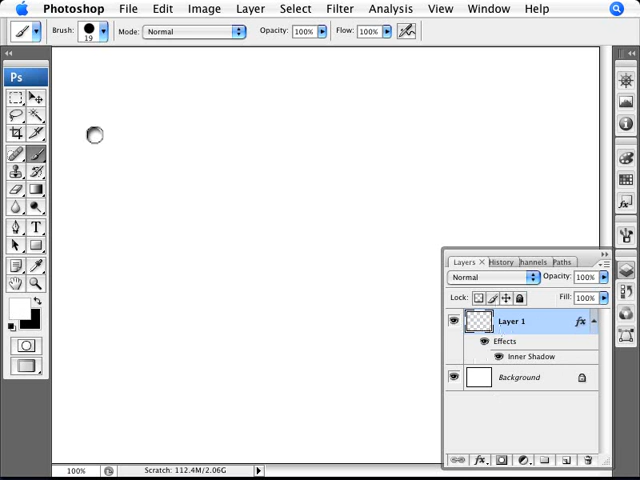 Photoshop File Edit Image Layer Select Filter Analysis View Window Help
Brush: 19 Mode: Normal Opacity: 100% Flow: 100%
Ps
Layers × History hannels Paths
Normal Opacity: 100%
Lock: Fill: 100%
Layer 1 fx
Effects
Inner Shadow
Background
fx
T
100% Scratch: 112.4M/2.06G